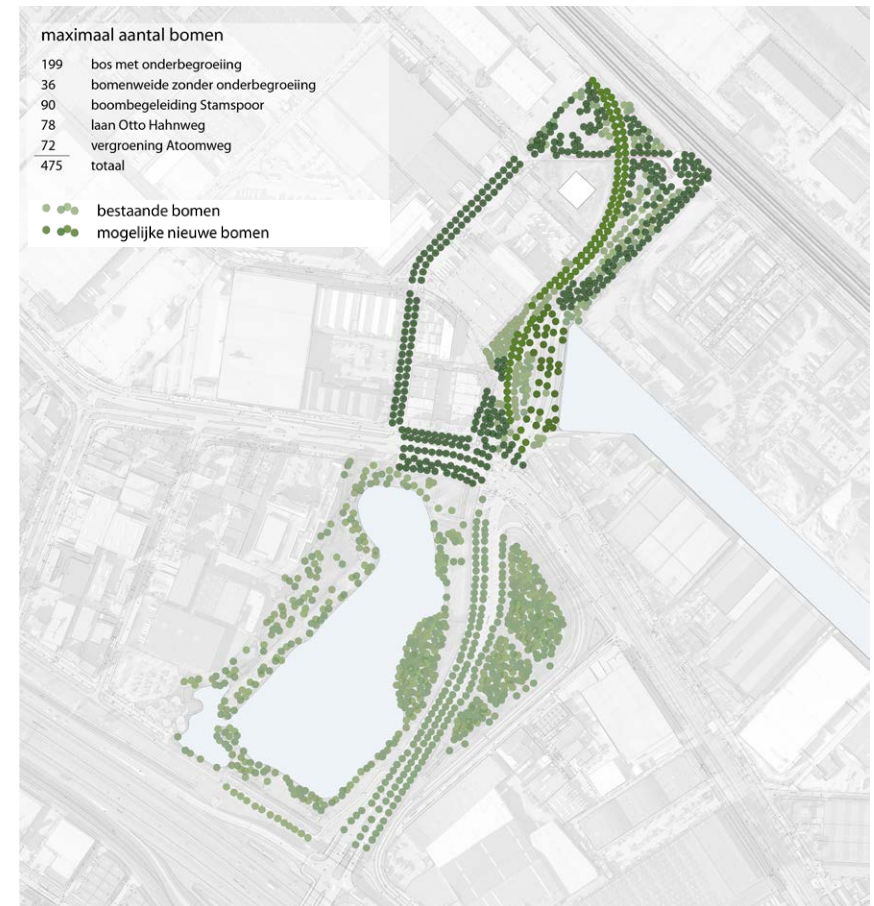 maximaal aantal bomen
199 bos met onderbegroeiing
36 bomenweide zonder onderbegroeiing
90 boombegeleiding Stamspoor
78 laan Otto Hahnweg
72 vergroening Atoomweg
475 totaal
bestaande bomen
mogelijke nieuwe bomen